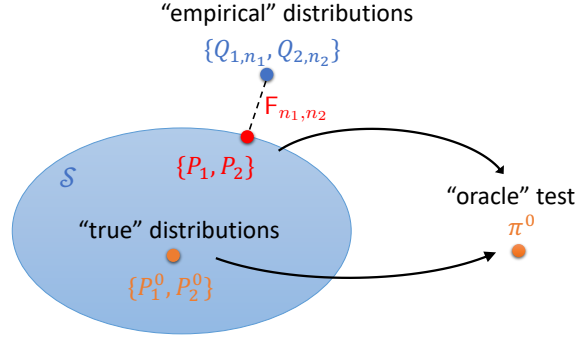 “empirical” distributions
{Q₁,ₙ₁, Q₂,ₙ₂}
Fₙ₁,ₙ₂
{P₁, P₂}
S
“oracle” test
π⁰
“true” distributions
{P₁⁰, P₂⁰}